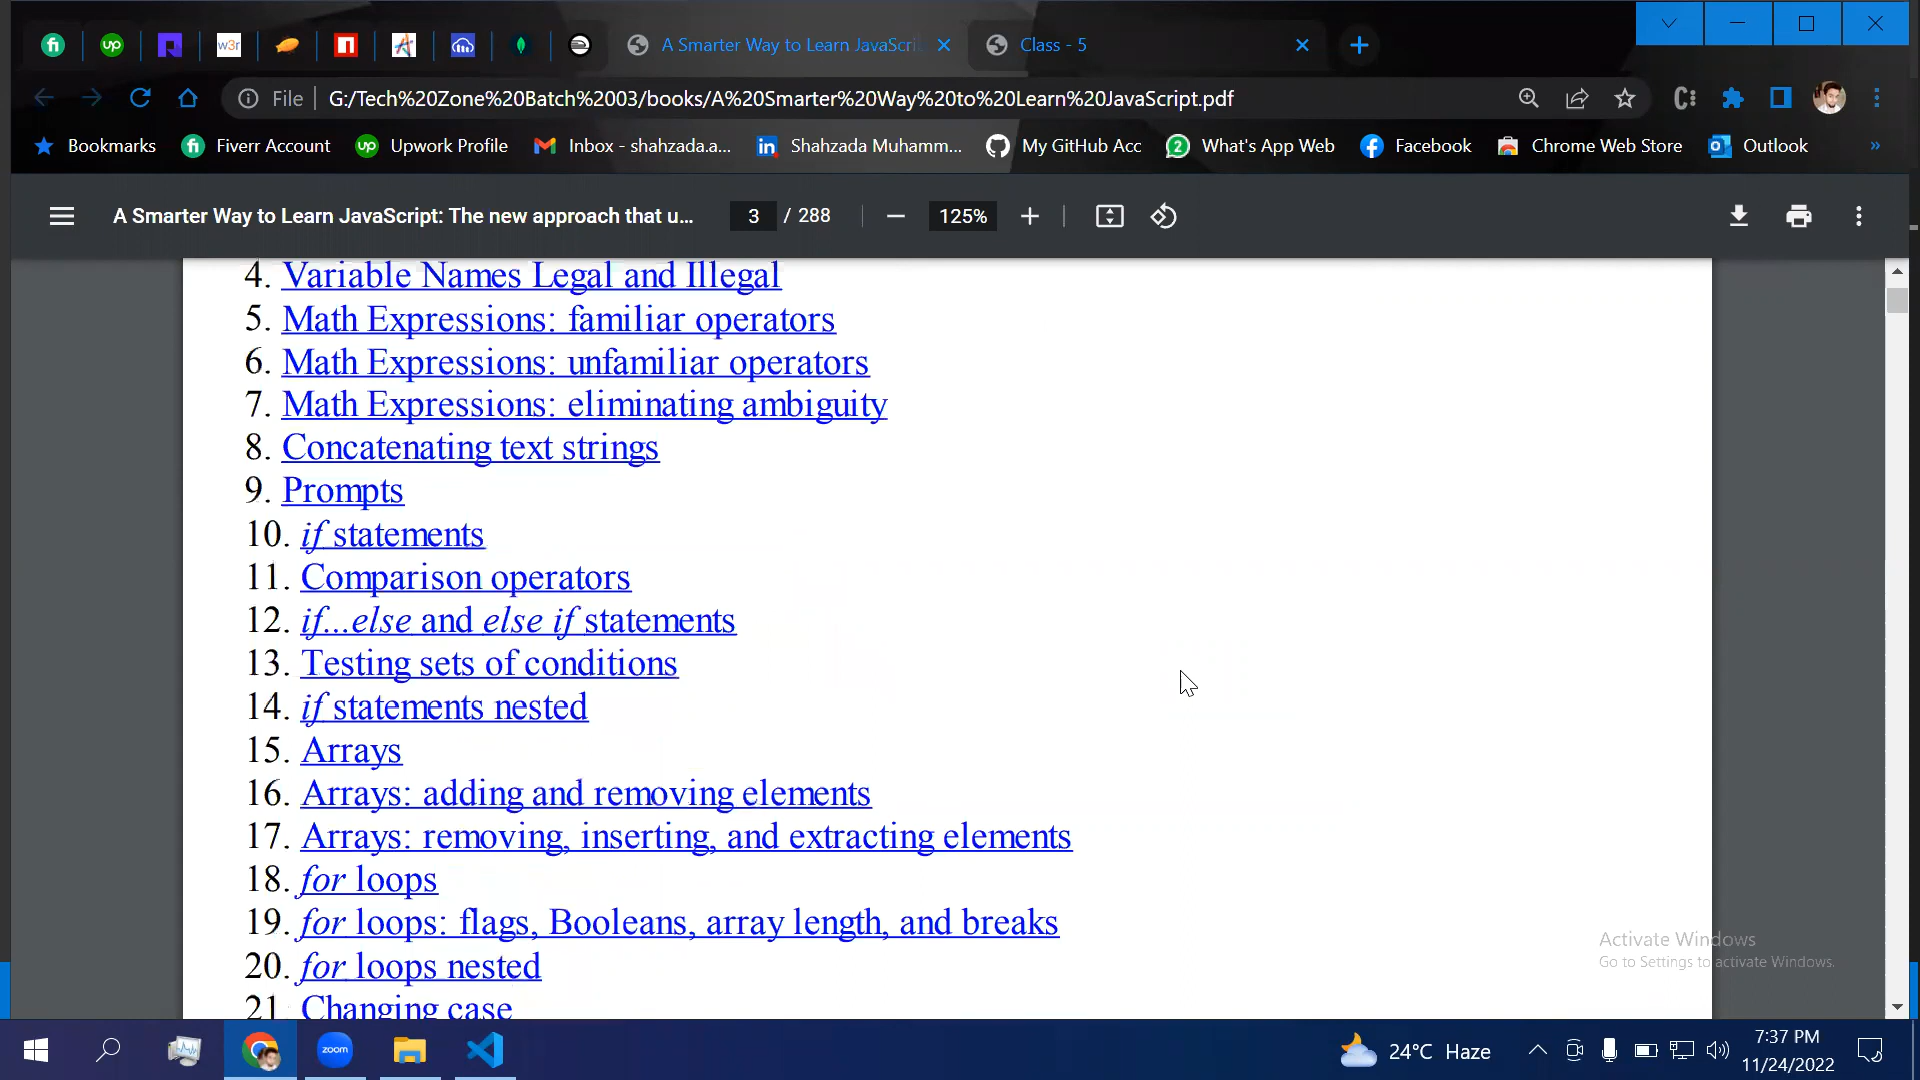 A Smarter Way to Learn JavaScri
Class - 5
File
G:/Tech%20Zone%20Batch%2003/books/A%20Smarter%20Way%20to%20Learn%20JavaScript.pdf
Bookmarks
Fiverr Account
Upwork Profile
Inbox - shahzada.a...
Shahzada Muhamm...
My GitHub Acc
What's App Web
Facebook
Chrome Web Store
Outlook
»
A Smarter Way to Learn JavaScript: The new approach that u...
3 / 288
125%
4. Variable Names Legal and Illegal
5. Math Expressions: familiar operators
6. Math Expressions: unfamiliar operators
7. Math Expressions: eliminating ambiguity
8. Concatenating text strings
9. Prompts
10. if statements
11. Comparison operators
12. if...else and else if statements
13. Testing sets of conditions
14. if statements nested
15. Arrays
16. Arrays: adding and removing elements
17. Arrays: removing, inserting, and extracting elements
18. for loops
19. for loops: flags, Booleans, array length, and breaks
20. for loops nested
21. Changing case
Activate Windows
Go to Settings to activate Windows.
zoom
24°C Haze
7:37 PM
11/24/2022